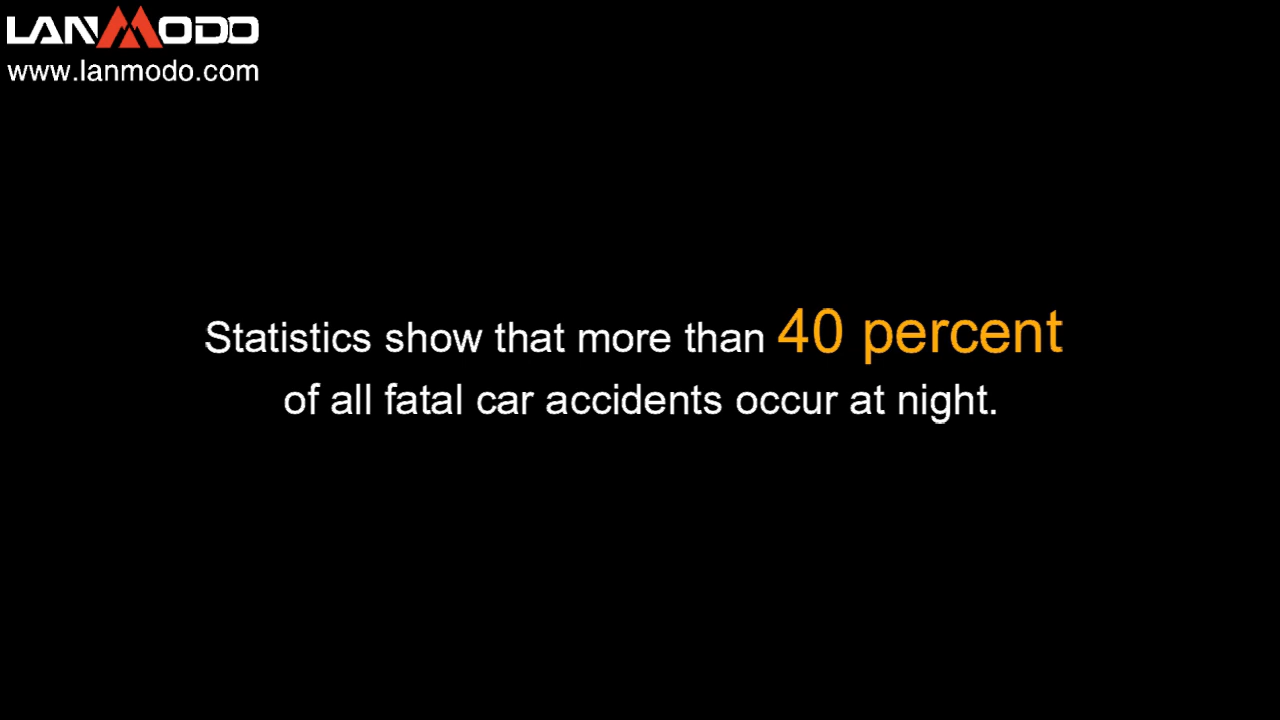 LANMODO
www.lanmodo.com
Statistics show that more than 40 percent
of all fatal car accidents occur at night.